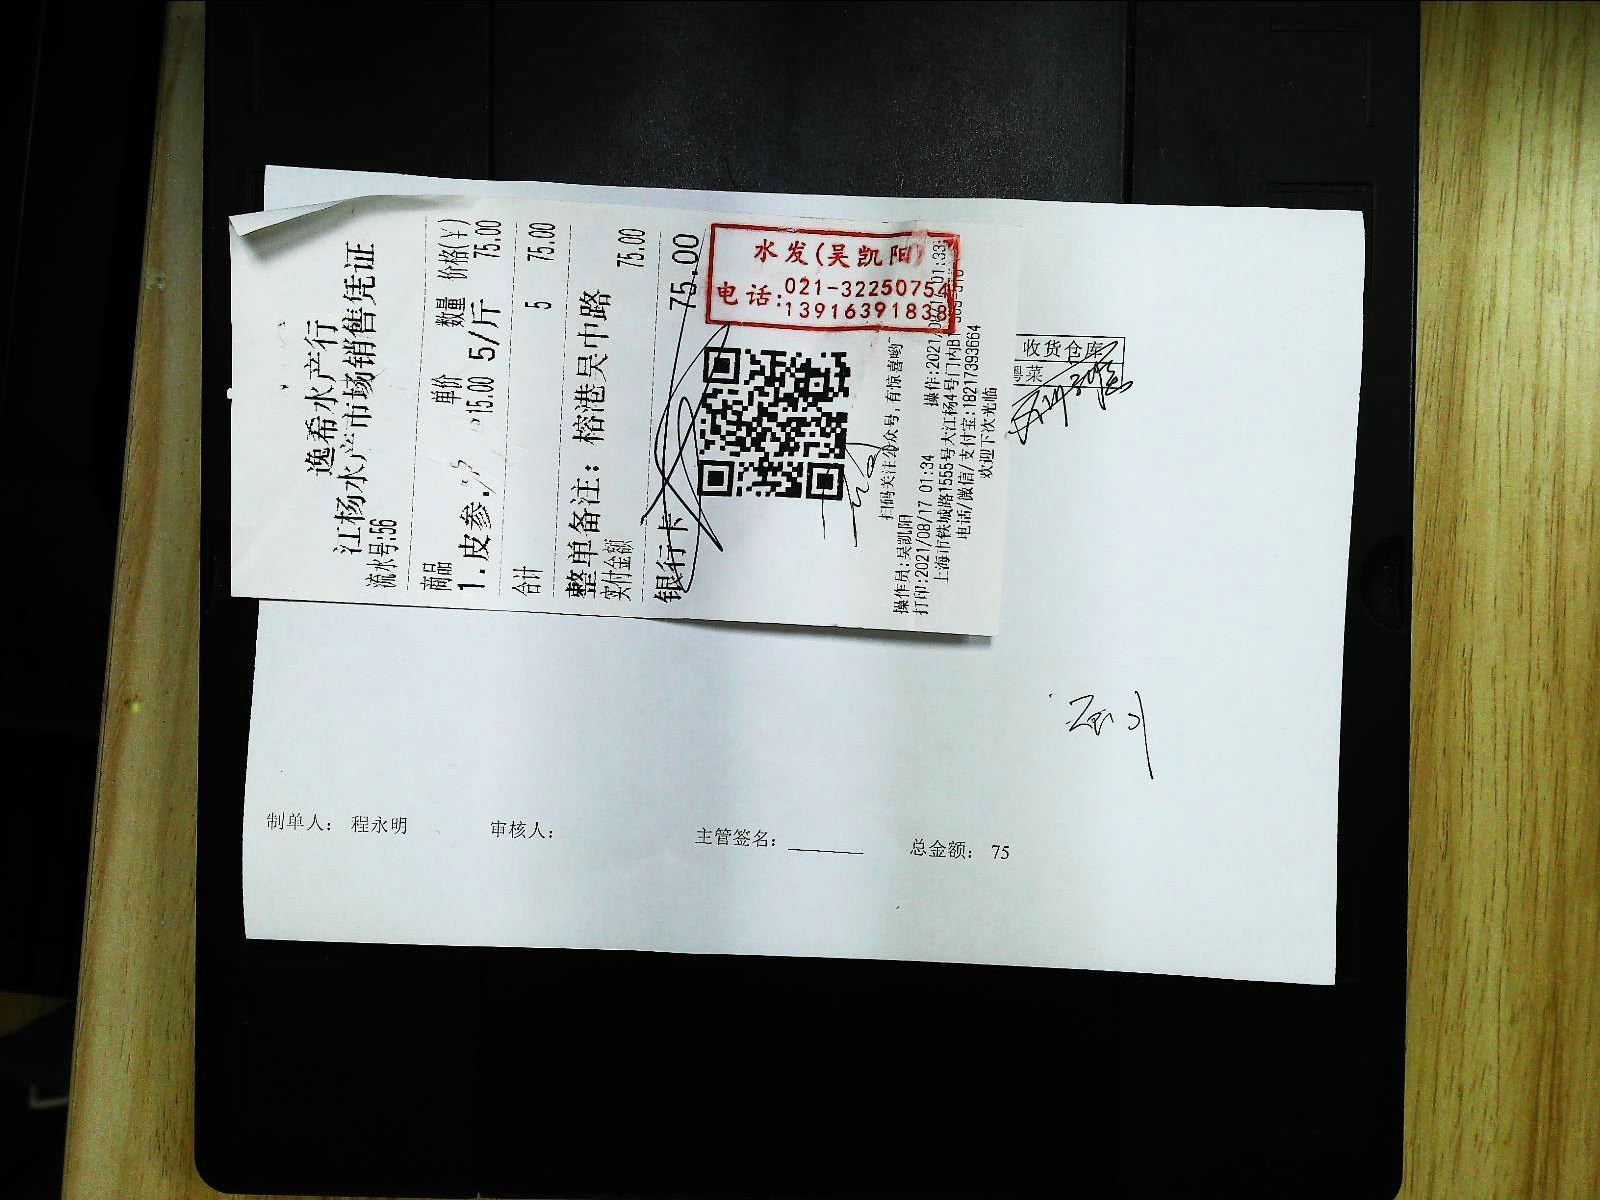 逸希水产行
江杨水产市场销售凭证
流水号:56
商品 单价 数量 价格(¥)
1.皮参. 15.00 5/斤 75.00
合计 5 75.00
整单备注: 榕港吴中路
实付金额 75.00
银行卡 75.00
水发(吴凯阳)
电话:021-32250754
13916391838
扫码关注公众号,有惊喜哟~
操作员:吴凯阳 操作:2021/
打印:2021/08/17 01:34
上海市铁城路1555号大江杨4号门内B1
电话/微信/支付宝:18217393664
欢迎下次光临
收货仓库
粤菜
制单人: 程永明 审核人: 主管签名: 总金额: 75